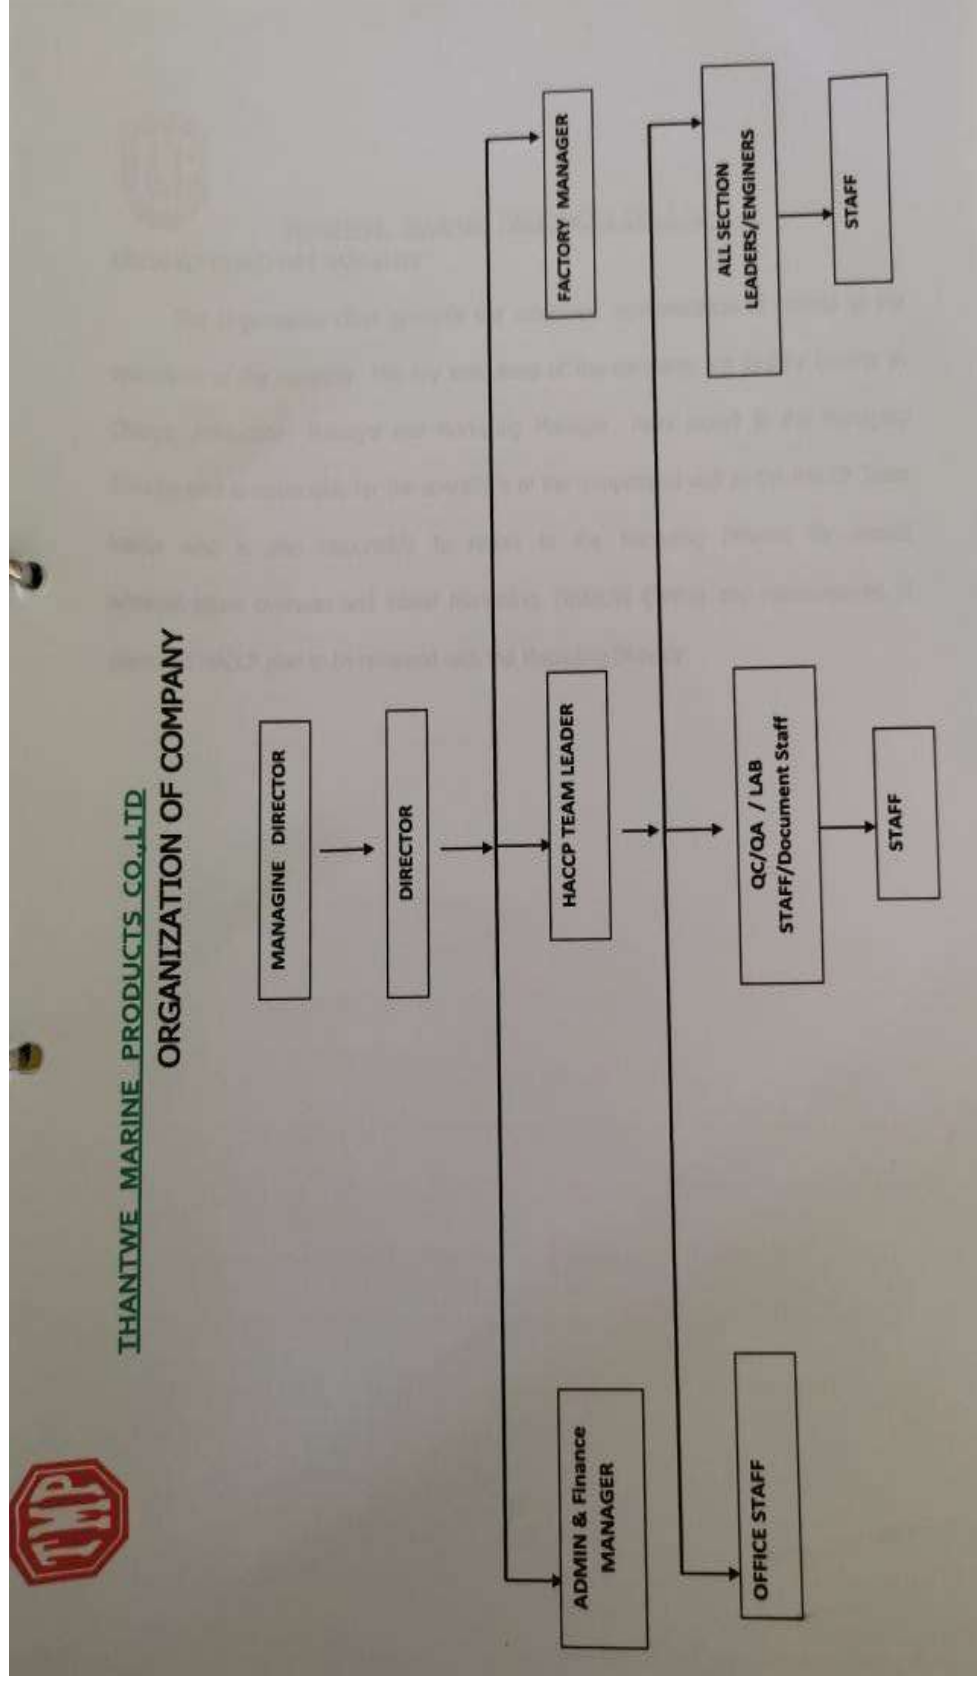 TMP
THANTWE MARINE PRODUCTS CO.,LTD
ORGANIZATION OF COMPANY
MANAGINE DIRECTOR
DIRECTOR
ADMIN & Finance
MANAGER
HACCP TEAM LEADER
FACTORY MANAGER
OFFICE STAFF
QC/QA / LAB
STAFF/Document Staff
ALL SECTION
LEADERS/ENGINERS
STAFF
STAFF